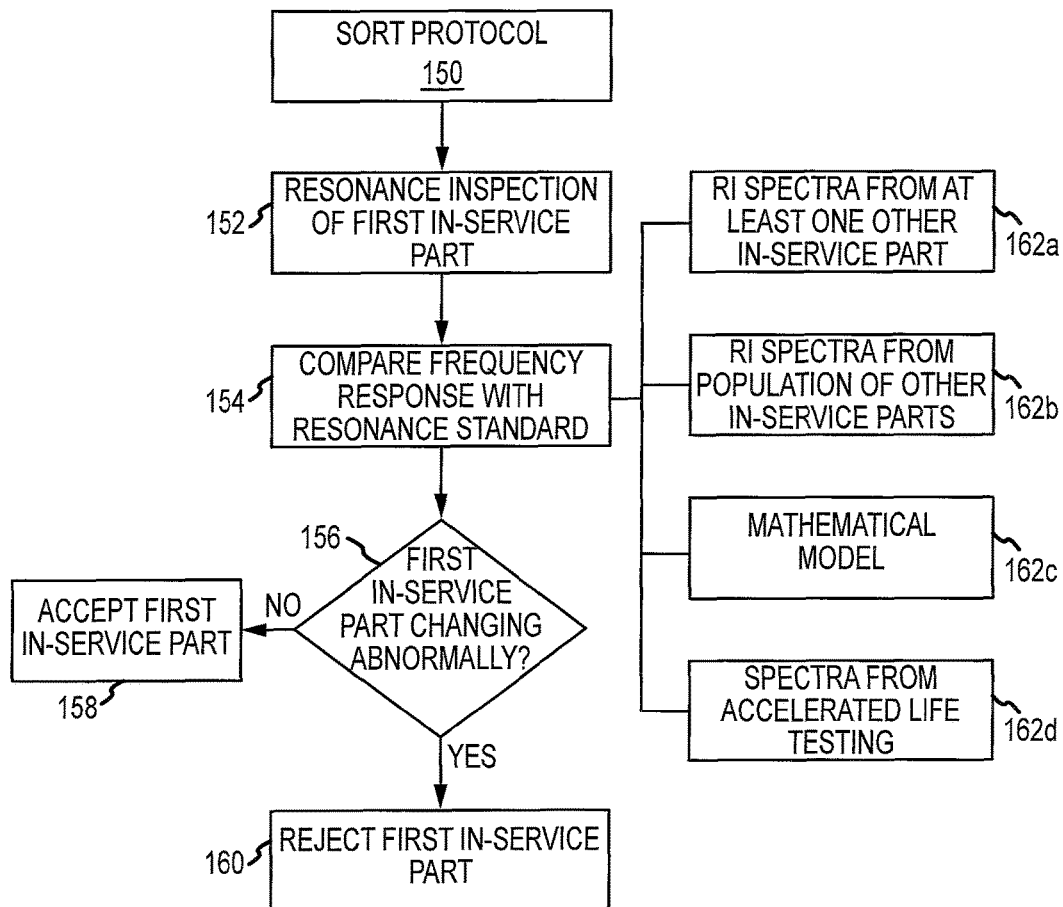 SORT PROTOCOL
150
152
RESONANCE INSPECTION
OF FIRST IN-SERVICE
PART
154
COMPARE FREQUENCY
RESPONSE WITH
RESONANCE STANDARD
156
FIRST
IN-SERVICE
PART CHANGING
ABNORMALLY?
NO
ACCEPT FIRST
IN-SERVICE PART
158
YES
160
REJECT FIRST IN-SERVICE
PART
RI SPECTRA FROM AT
LEAST ONE OTHER
IN-SERVICE PART
162a
RI SPECTRA FROM
POPULATION OF OTHER
IN-SERVICE PARTS
162b
MATHEMATICAL
MODEL
162c
SPECTRA FROM
ACCELERATED LIFE
TESTING
162d